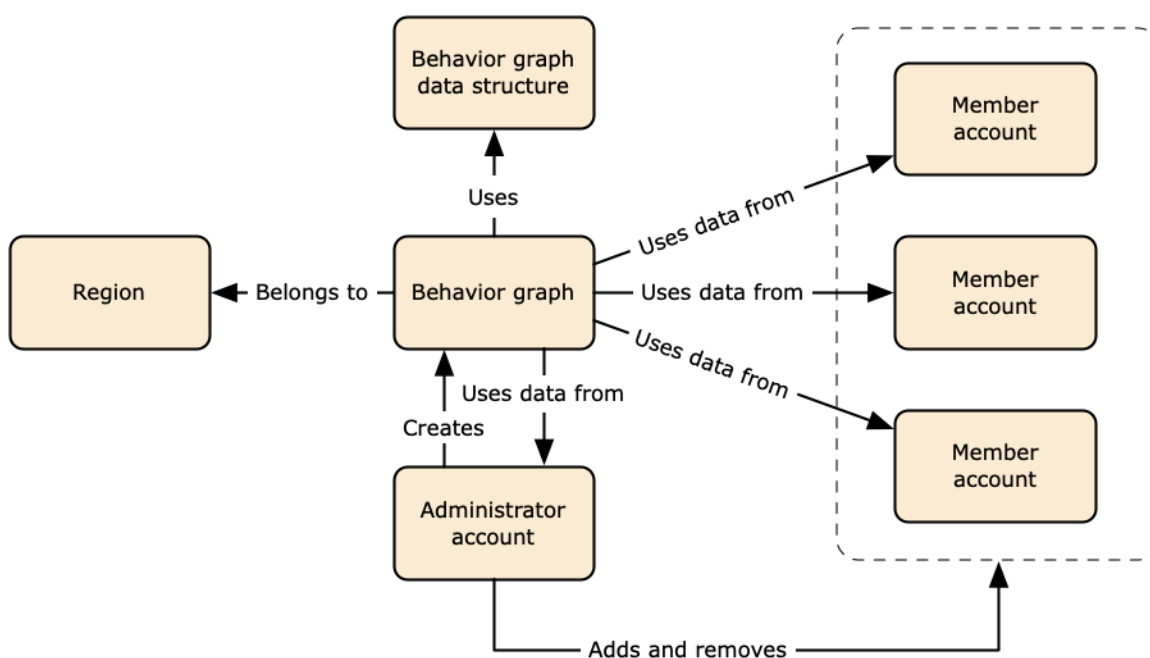 Behavior graph
data structure
Member
account
Uses
Uses data from
Region
Belongs to
Behavior graph
Uses data from
Member
account
Uses data from
Uses data from
Creates
Member
account
Administrator
account
Adds and removes